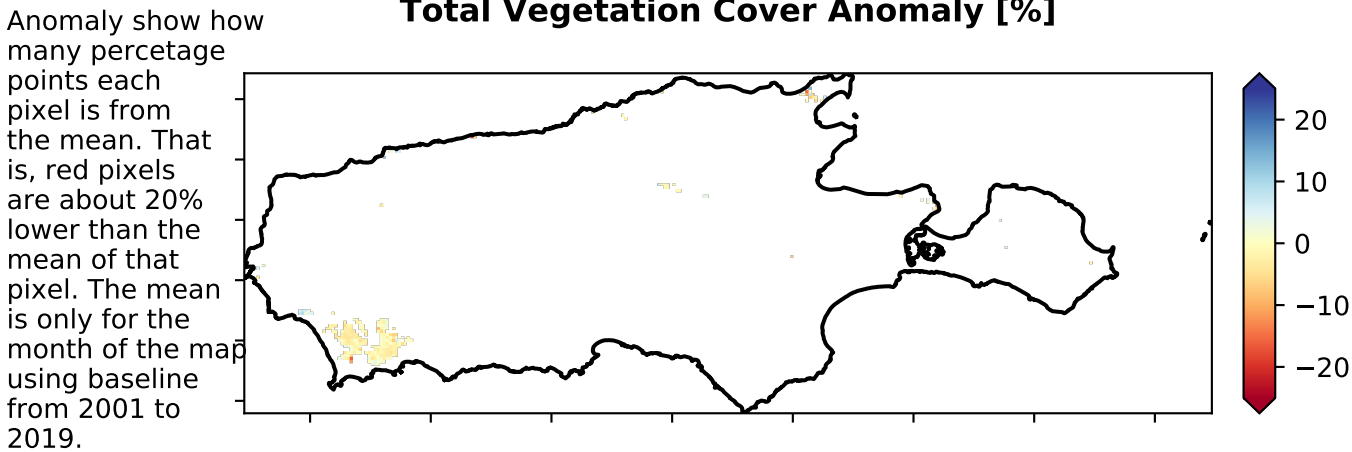 Total Vegetation Cover Anomaly [%]
Anomaly show how
many percetage
points each
pixel is from
the mean. That
is, red pixels
are about 20%
lower than the
mean of that
pixel. The mean
is only for the
month of the map
using baseline
from 2001 to
2019.
20
10
0
−10
−20